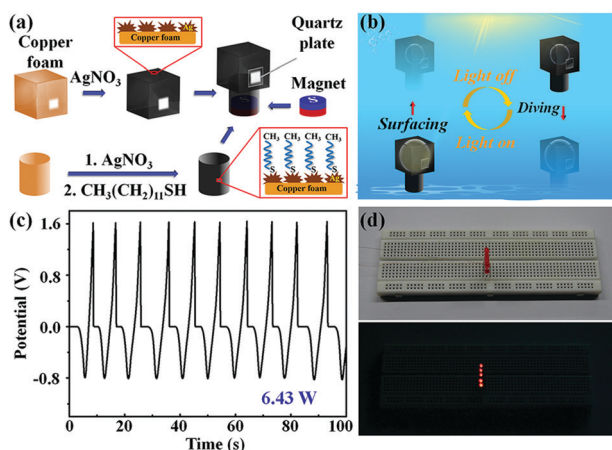 (a)
Copper
foam
AgNO3
Copper foam
Quartz
plate
Magnet
S
1. AgNO3
2. CH3(CH2)11SH
CH3 CH3 CH3 CH3
S S S S
Ag
Copper foam
(b)
Light off
Surfacing
Diving
Light on
(c)
Potential (V)
1.6
0.8
0.0
-0.8
6.43 W
0 20 40 60 80 100
Time (s)
(d)